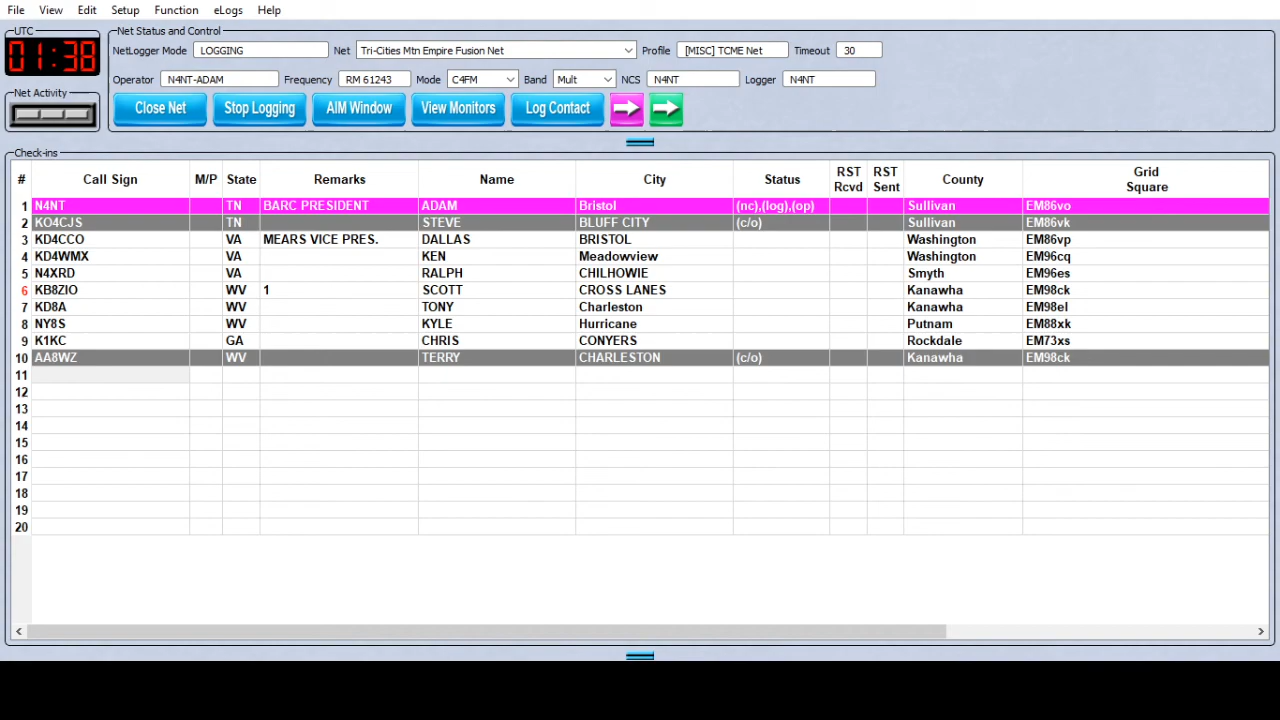 File View Edit Setup Function eLogs Help
UTC
01:38
Net Status and Control
NetLogger Mode LOGGING Net Tri-Cities Mtn Empire Fusion Net Profile [MISC] TCME Net Timeout 30
Operator N4NT-ADAM Frequency RM 61243 Mode C4FM Band Mult NCS N4NT Logger N4NT
Net Activity
Close Net Stop Logging AIM Window View Monitors Log Contact
Check-ins
# Call Sign M/P State Remarks Name City Status RST Rcvd RST Sent County Grid Square
1 N4NT TN BARC PRESIDENT ADAM Bristol (nc),(log),(op) Sullivan EM86vo
2 KO4CJS TN STEVE BLUFF CITY (c/o) Sullivan EM86vk
3 KD4CCO VA MEARS VICE PRES. DALLAS BRISTOL Washington EM86vp
4 KD4WMX VA KEN Meadowview Washington EM96cq
5 N4XRD VA RALPH CHILHOWIE Smyth EM96es
6 KB8ZIO WV 1 SCOTT CROSS LANES Kanawha EM98ck
7 KD8A WV TONY Charleston Kanawha EM98el
8 NY8S WV KYLE Hurricane Putnam EM88xk
9 K1KC GA CHRIS CONYERS Rockdale EM73xs
10 AA8WZ WV TERRY CHARLESTON (c/o) Kanawha EM98ck
11
12
13
14
15
16
17
18
19
20